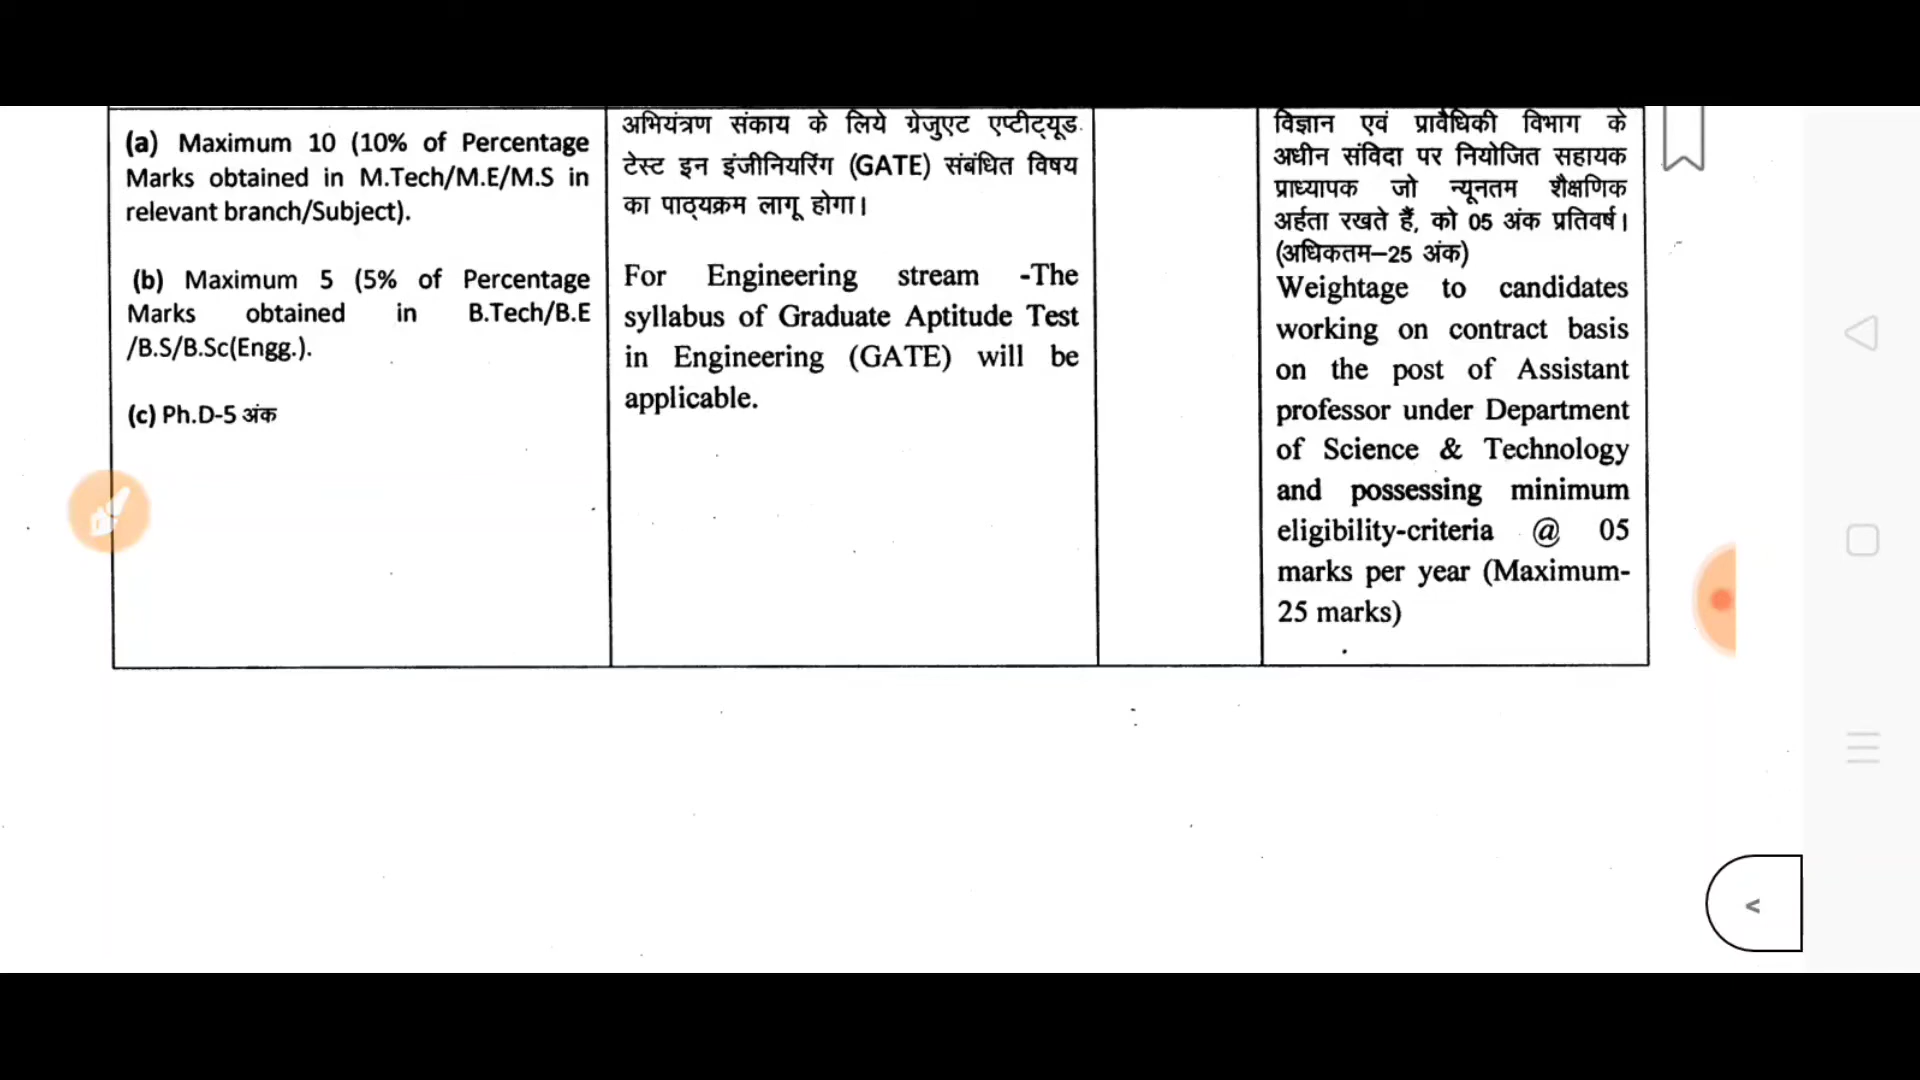 (a) Maximum 10 (10% of Percentage
Marks obtained in M.Tech/M.E/M.S in
relevant branch/Subject).
(b) Maximum 5 (5% of Percentage
Marks obtained in B.Tech/B.E
/B.S/B.Sc(Engg.).
(c) Ph.D-5 अंक
अभियंत्रण संकाय के लिये ग्रेजुएट एप्टीट्यूड
टेस्ट इन इंजीनियरिंग (GATE) संबंधित विषय
का पाठ्यक्रम लागू होगा।
For Engineering stream -The
syllabus of Graduate Aptitude Test
in Engineering (GATE) will be
applicable.
विज्ञान एवं प्रावैधिकी विभाग के
अधीन संविदा पर नियोजित सहायक
प्राध्यापक जो न्यूनतम शैक्षणिक
अर्हता रखते हैं, को 05 अंक प्रतिवर्ष।
(अधिकतम–25 अंक)
Weightage to candidates
working on contract basis
on the post of Assistant
professor under Department
of Science & Technology
and possessing minimum
eligibility-criteria @ 05
marks per year (Maximum-
25 marks)
<